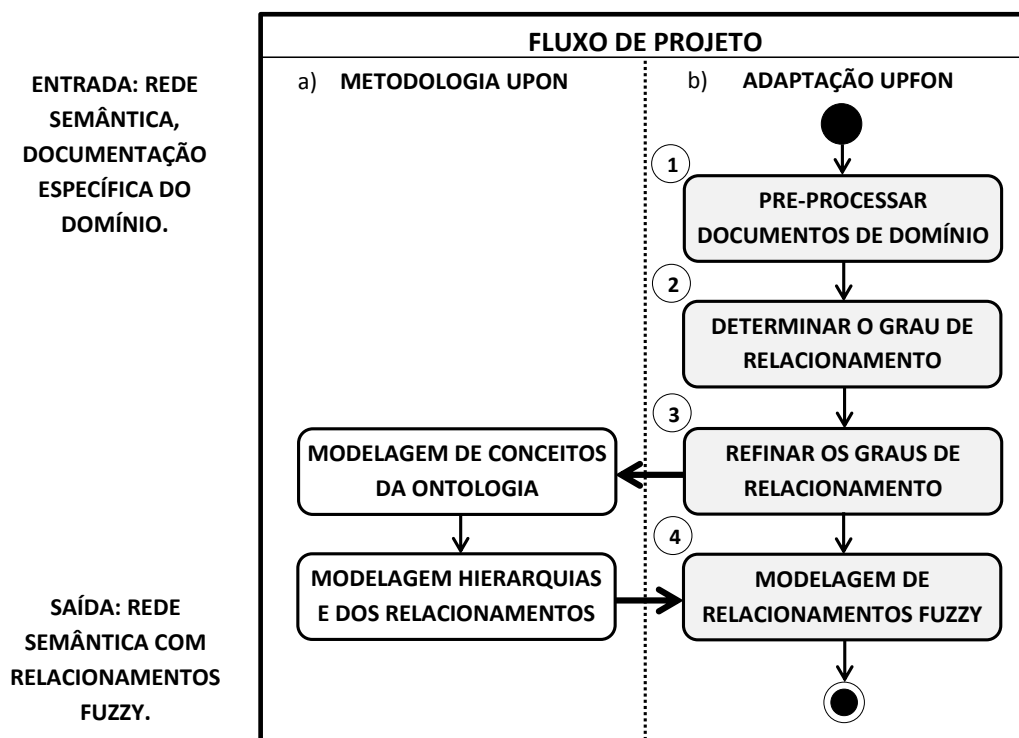 FLUXO DE PROJETO
ENTRADA: REDE
SEMÂNTICA,
DOCUMENTAÇÃO
ESPECÍFICA DO
DOMÍNIO.
a) METODOLOGIA UPON
b) ADAPTAÇÃO UPFON
1
PRE-PROCESSAR
DOCUMENTOS DE DOMÍNIO
2
DETERMINAR O GRAU DE
RELACIONAMENTO
3
REFINAR OS GRAUS DE
RELACIONAMENTO
MODELAGEM DE CONCEITOS
DA ONTOLOGIA
MODELAGEM HIERARQUIAS
E DOS RELACIONAMENTOS
4
MODELAGEM DE
RELACIONAMENTOS FUZZY
SAÍDA: REDE
SEMÂNTICA COM
RELACIONAMENTOS
FUZZY.